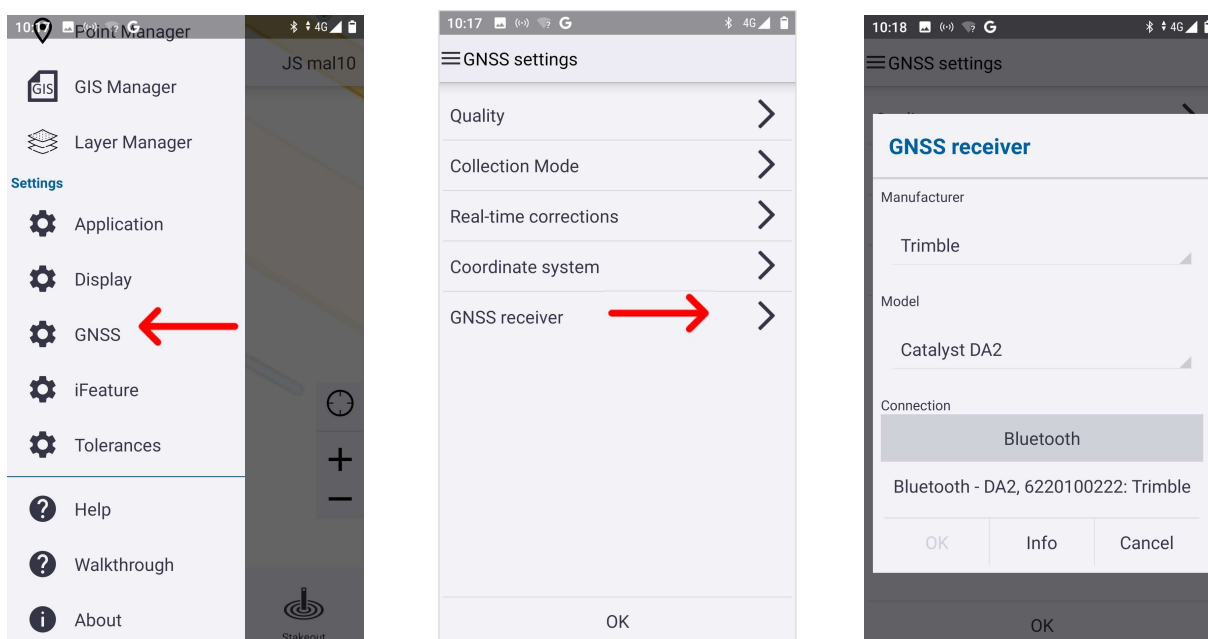 10:17 G 4G
Point Manager
JS mal10
GIS
GIS Manager
Layer Manager
Settings
Application
Display
GNSS
iFeature
Tolerances
Help
Walkthrough
About
Stakeout
10:17 G 4G
GNSS settings
Quality
Collection Mode
Real-time corrections
Coordinate system
GNSS receiver
OK
10:18 G 4G
GNSS settings
GNSS receiver
Manufacturer
Trimble
Model
Catalyst DA2
Connection
Bluetooth
Bluetooth - DA2, 6220100222: Trimble
OK Info Cancel
OK